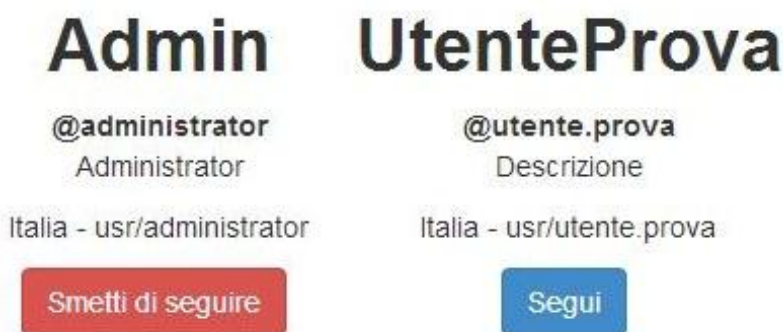 Admin
@administrator
Administrator
Italia - usr/administrator
Smetti di seguire
UtenteProva
@utente.prova
Descrizione
Italia - usr/utente.prova
Segui